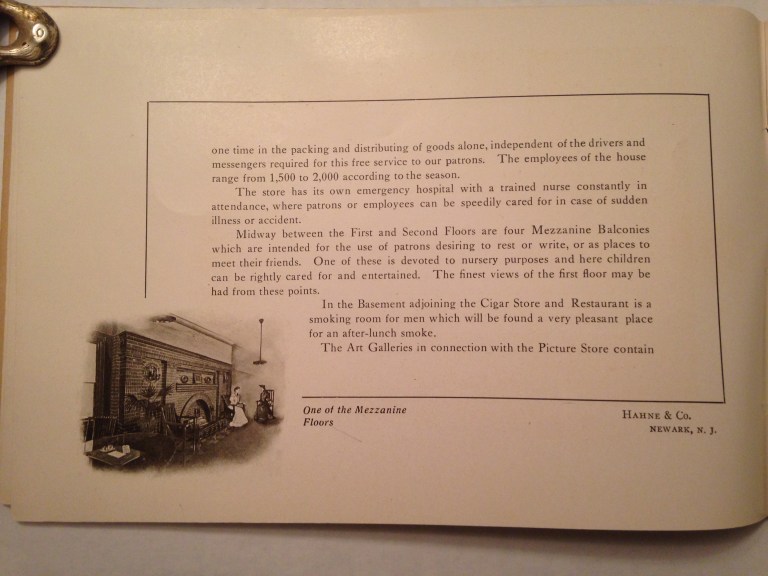 one time in the packing and distributing of goods alone, independent of the drivers and
messengers required for this free service to our patrons. The employees of the house
range from 1,500 to 2,000 according to the season.
The store has its own emergency hospital with a trained nurse constantly in
attendance, where patrons or employees can be speedily cared for in case of sudden
illness or accident.
Midway between the First and Second Floors are four Mezzanine Balconies
which are intended for the use of patrons desiring to rest or write, or as places to
meet their friends. One of these is devoted to nursery purposes and here children
can be rightly cared for and entertained. The finest views of the first floor may be
had from these points.
In the Basement adjoining the Cigar Store and Restaurant is a
smoking room for men which will be found a very pleasant place
for an after-lunch smoke.
The Art Galleries in connection with the Picture Store contain
One of the Mezzanine
Floors
HAHNE & CO.
NEWARK, N. J.